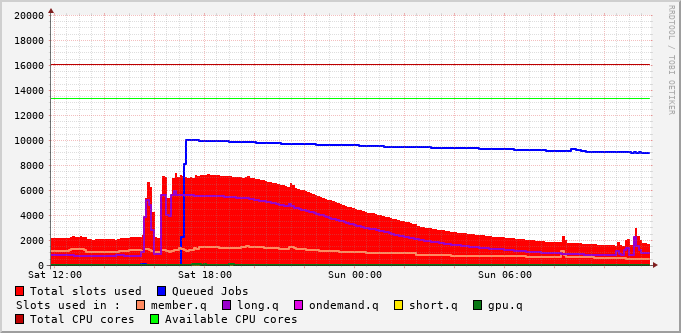 20000
18000
16000
14000
12000
10000
8000
6000
4000
2000
0
Sat 12:00 Sat 18:00 Sun 00:00 Sun 06:00
RRDTOOL / TOBI OETIKER
Total slots used Queued Jobs
Slots used in : member.q long.q ondemand.q short.q gpu.q
Total CPU cores Available CPU cores